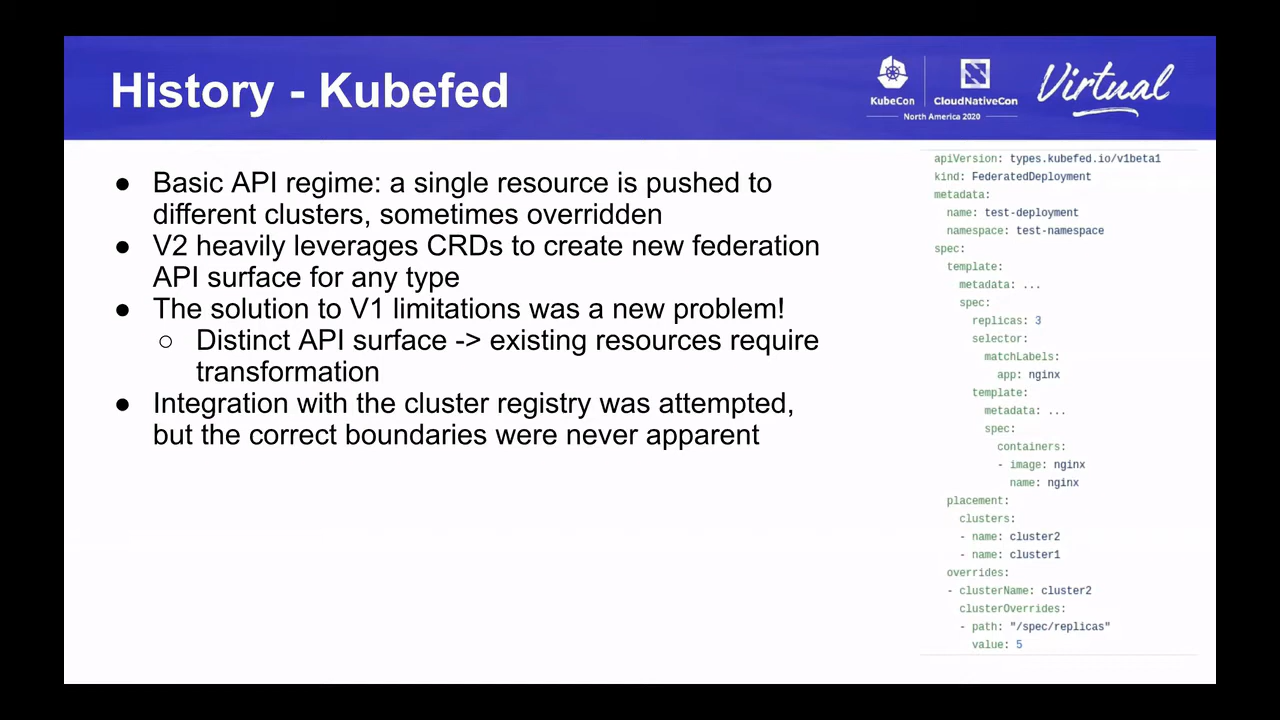 History - Kubefed
KubeCon
CloudNativeCon
North America 2020
Virtual
● Basic API regime: a single resource is pushed to
different clusters, sometimes overridden
● V2 heavily leverages CRDs to create new federation
API surface for any type
● The solution to V1 limitations was a new problem!
○ Distinct API surface -> existing resources require
transformation
● Integration with the cluster registry was attempted,
but the correct boundaries were never apparent
apiVersion: types.kubefed.io/v1beta1
kind: FederatedDeployment
metadata:
  name: test-deployment
  namespace: test-namespace
spec:
  template:
    metadata: ...
    spec:
      replicas: 3
      selector:
        matchLabels:
          app: nginx
      template:
        metadata: ...
        spec:
          containers:
          - image: nginx
            name: nginx
  placement:
    clusters:
    - name: cluster2
    - name: cluster1
  overrides:
  - clusterName: cluster2
    clusterOverrides:
    - path: "/spec/replicas"
      value: 5